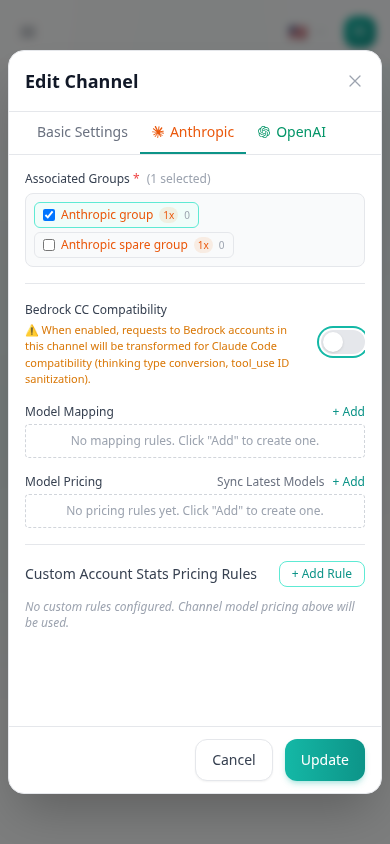 Edit Channel
Basic Settings
Anthropic
OpenAI
Associated Groups * (1 selected)
Anthropic group 1x 0
Anthropic spare group 1x 0
Bedrock CC Compatibility
⚠️ When enabled, requests to Bedrock accounts in
this channel will be transformed for Claude Code
compatibility (thinking type conversion, tool_use ID
sanitization).
Model Mapping + Add
No mapping rules. Click "Add" to create one.
Model Pricing Sync Latest Models + Add
No pricing rules yet. Click "Add" to create one.
Custom Account Stats Pricing Rules + Add Rule
No custom rules configured. Channel model pricing above will
be used.
Cancel Update